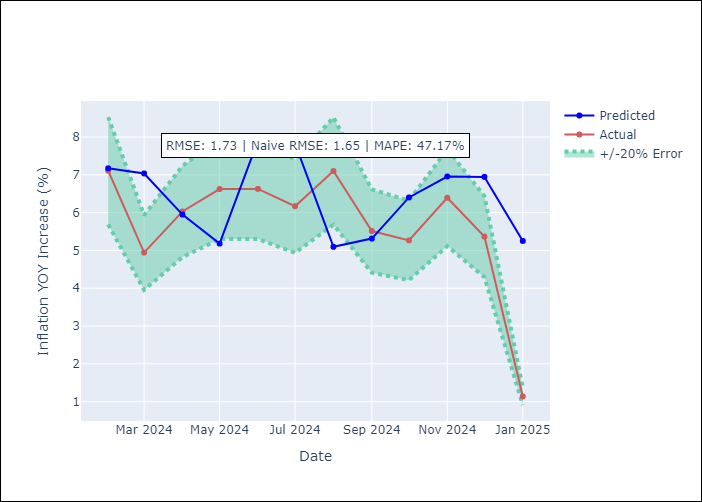 RMSE: 1.73 | Naive RMSE: 1.65 | MAPE: 47.17%
Predicted
Actual
+/-20% Error
Inflation YOY Increase (%)
8
7
6
5
4
3
2
1
Mar 2024 May 2024 Jul 2024 Sep 2024 Nov 2024 Jan 2025
Date